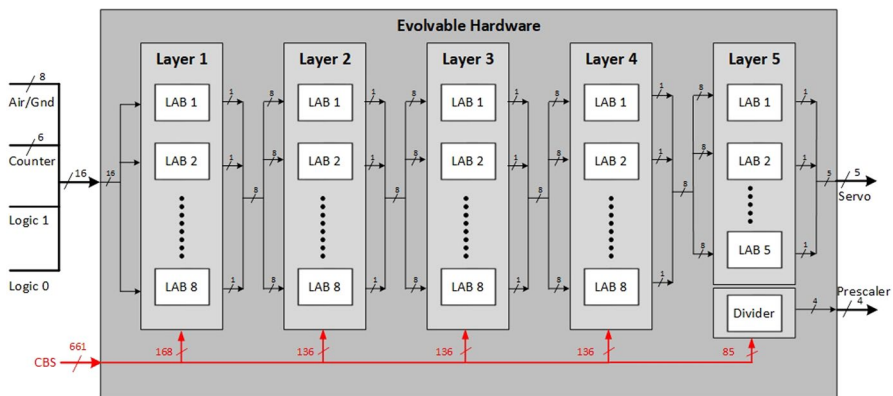 Evolvable Hardware
Layer 1 Layer 2 Layer 3 Layer 4 Layer 5
8
Air/Gnd
6
Counter
16
Logic 1
Logic 0
661
CBS
16
LAB 1
LAB 2
LAB 8
1
1
1
8
8
8
8
LAB 1
LAB 2
LAB 8
1
1
1
8
8
8
8
LAB 1
LAB 2
LAB 8
1
1
1
8
8
8
8
LAB 1
LAB 2
LAB 8
1
1
1
8
8
8
8
LAB 1
LAB 2
LAB 5
1
1
1
5
5
Servo
Divider
4
Prescaler
4
168 136 136 136 85